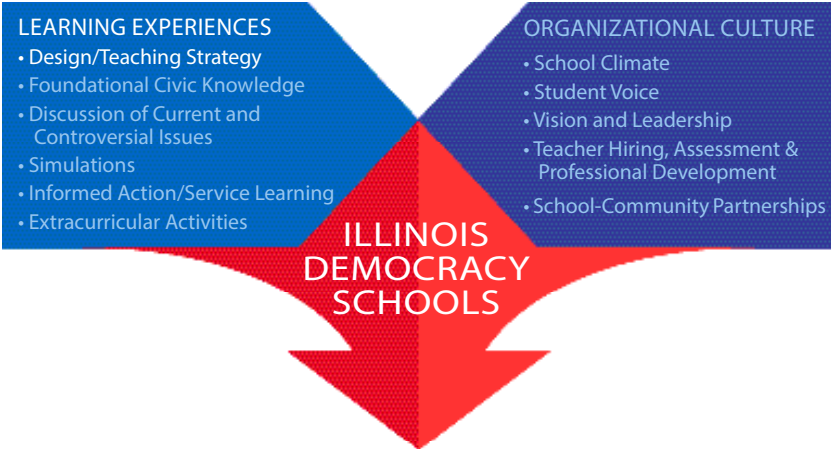 LEARNING EXPERIENCES
• Design/Teaching Strategy
• Foundational Civic Knowledge
• Discussion of Current and
Controversial Issues
• Simulations
• Informed Action/Service Learning
• Extracurricular Activities
ORGANIZATIONAL CULTURE
• School Climate
• Student Voice
• Vision and Leadership
• Teacher Hiring, Assessment &
Professional Development
• School-Community Partnerships
ILLINOIS
DEMOCRACY
SCHOOLS